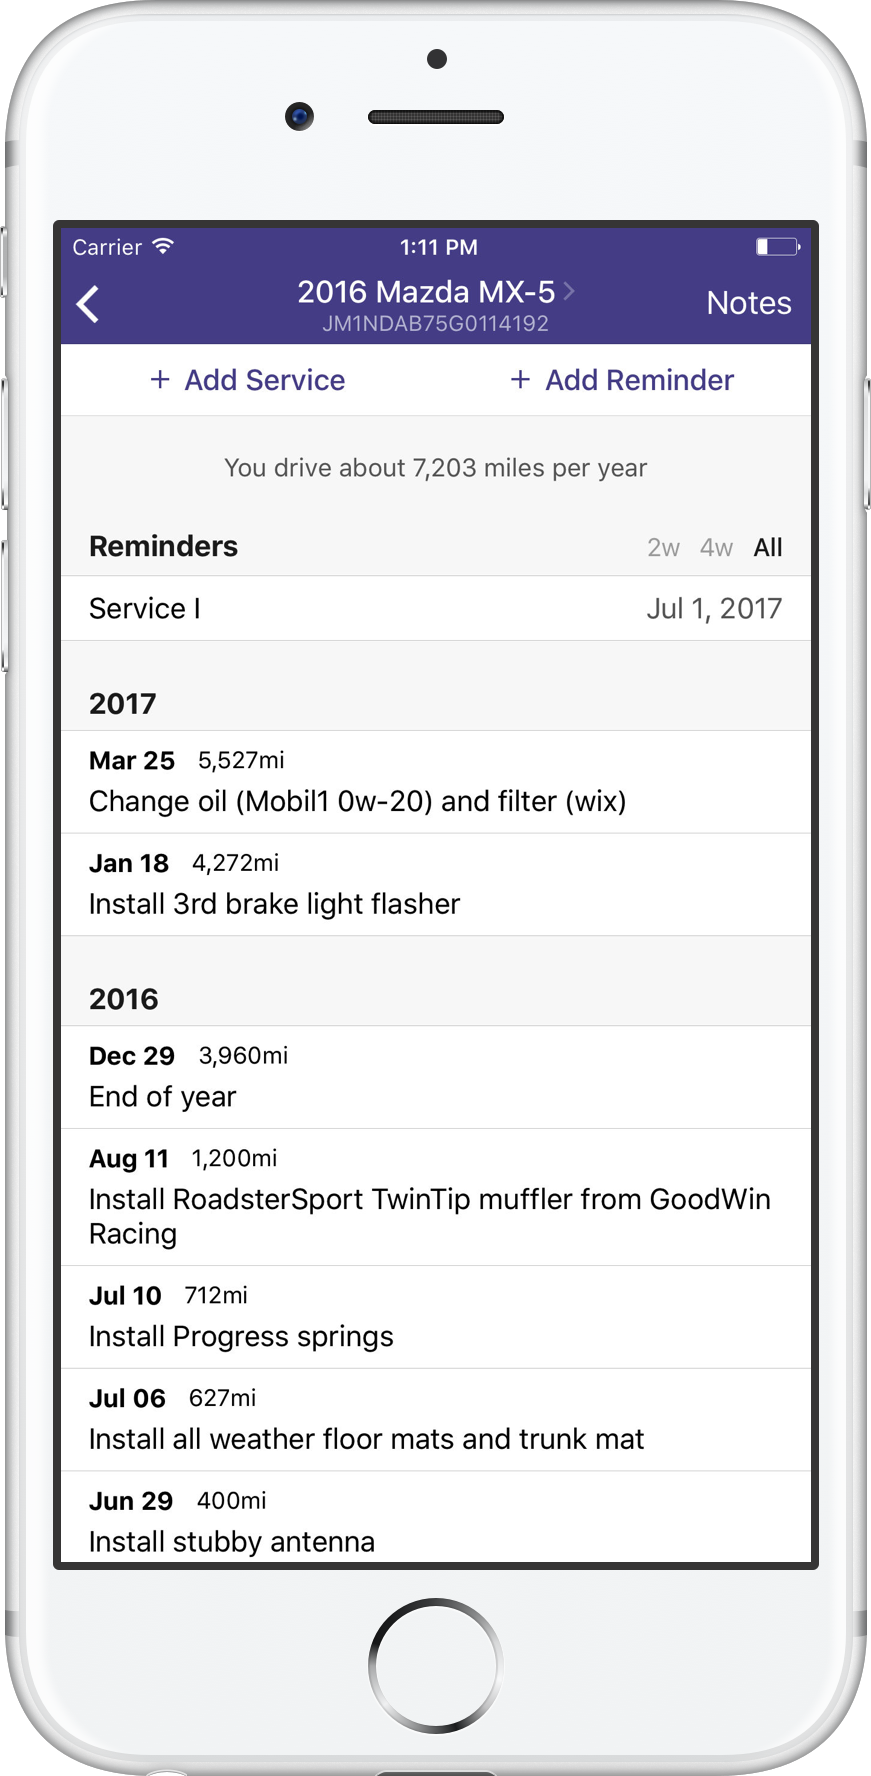 Carrier 1:11 PM
2016 Mazda MX-5
JM1NDAB75G0114192
Notes
+ Add Service + Add Reminder
You drive about 7,203 miles per year
Reminders 2w 4w All
Service I Jul 1, 2017
2017
Mar 25 5,527mi
Change oil (Mobil1 0w-20) and filter (wix)
Jan 18 4,272mi
Install 3rd brake light flasher
2016
Dec 29 3,960mi
End of year
Aug 11 1,200mi
Install RoadsterSport TwinTip muffler from GoodWin
Racing
Jul 10 712mi
Install Progress springs
Jul 06 627mi
Install all weather floor mats and trunk mat
Jun 29 400mi
Install stubby antenna